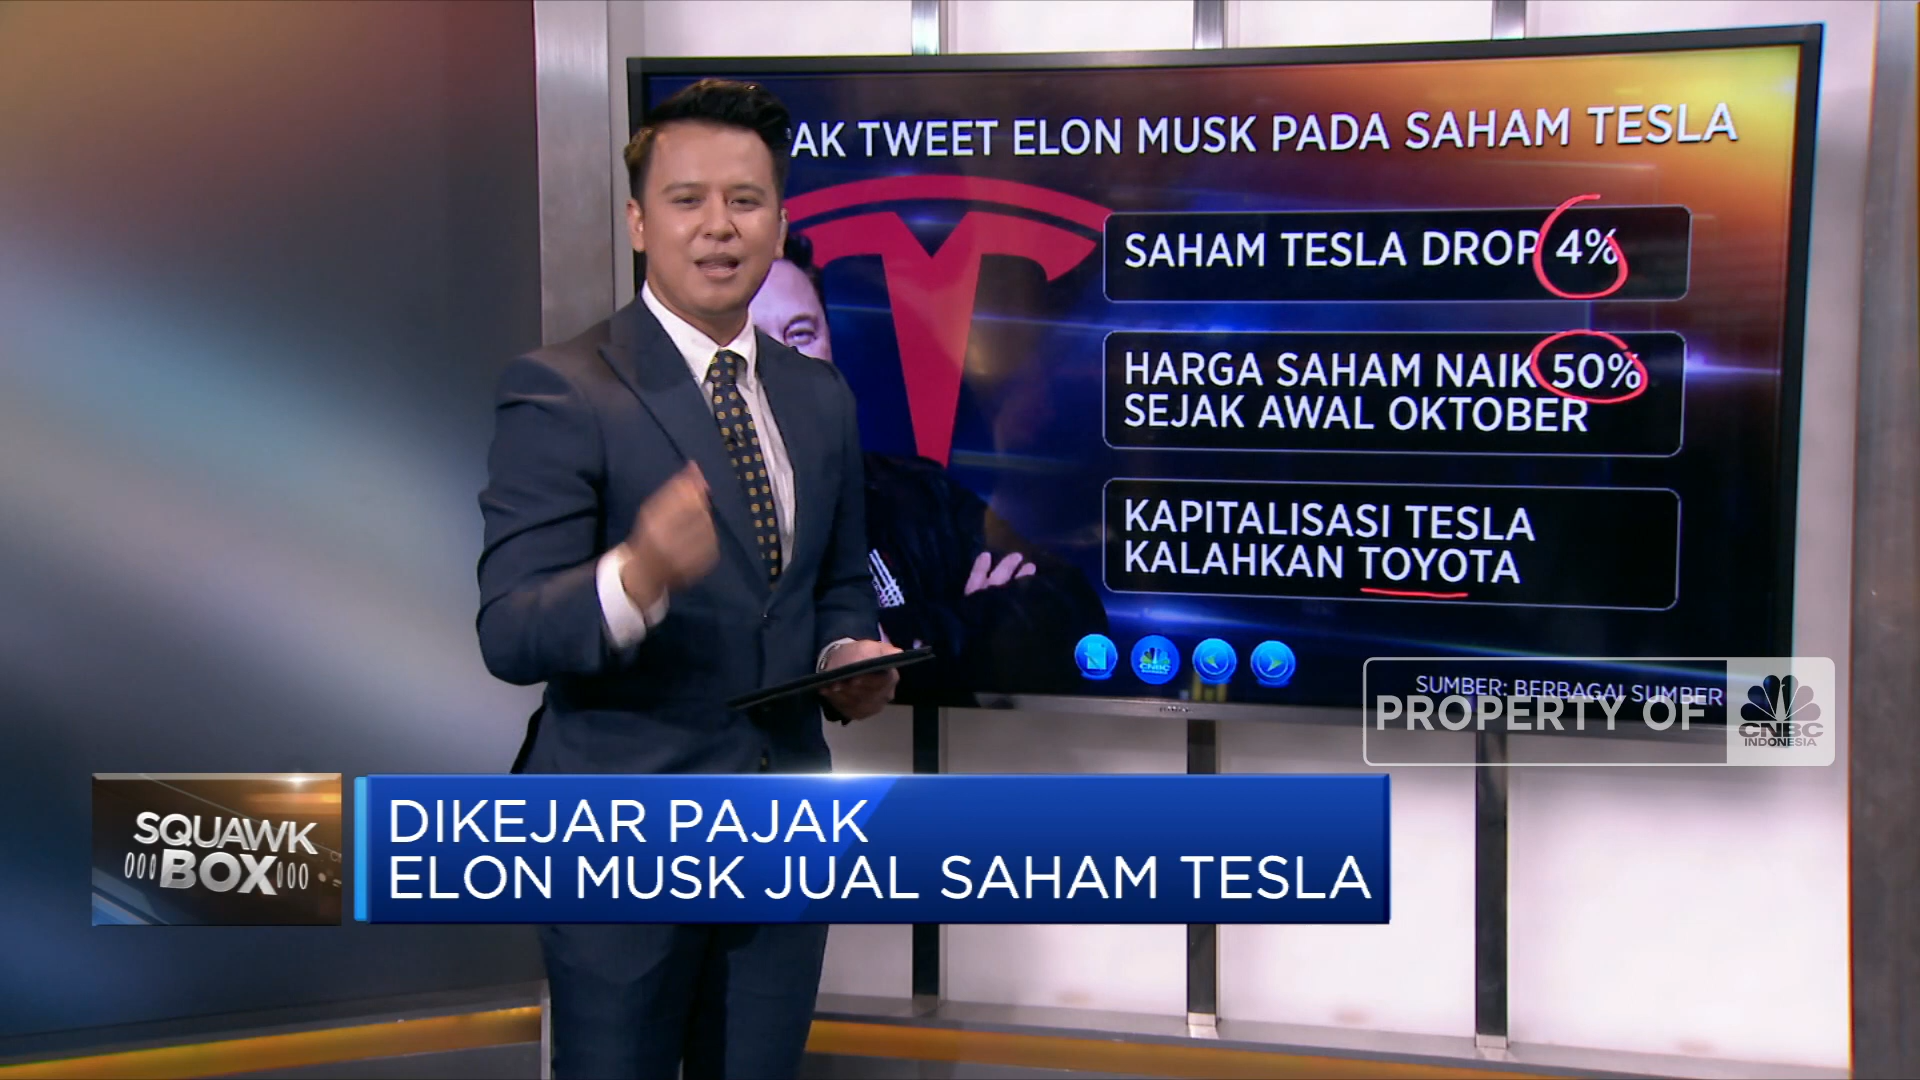 AK TWEET ELON MUSK PADA SAHAM TESLA
SAHAM TESLA DROP 4%
HARGA SAHAM NAIK 50%
SEJAK AWAL OKTOBER
KAPITALISASI TESLA
KALAHKAN TOYOTA
CNBC
SUMBER: BERBAGAI SUMBER
PROPERTY OF
CNBC
INDONESIA
SQUAWK
BOX
DIKEJAR PAJAK
ELON MUSK JUAL SAHAM TESLA